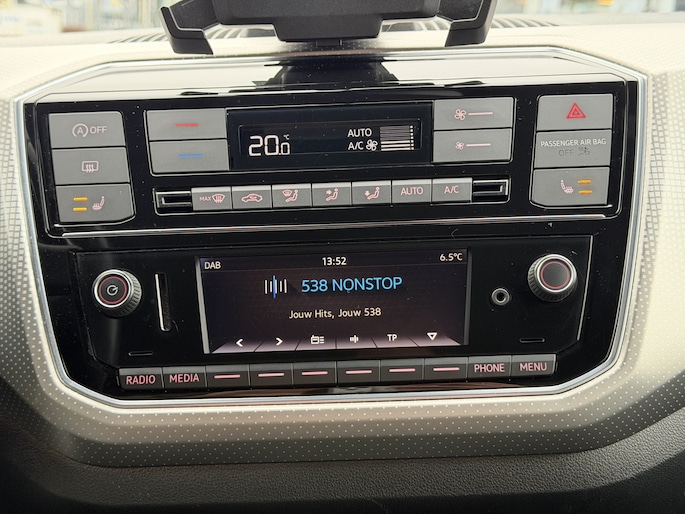 OFF
20.0 °C
AUTO
A/C
PASSENGER AIR BAG
OFF
MAX
AUTO
A/C
DAB 13:52 6.5°C
538 NONSTOP
Jouw Hits, Jouw 538
TP
RADIO MEDIA PHONE MENU